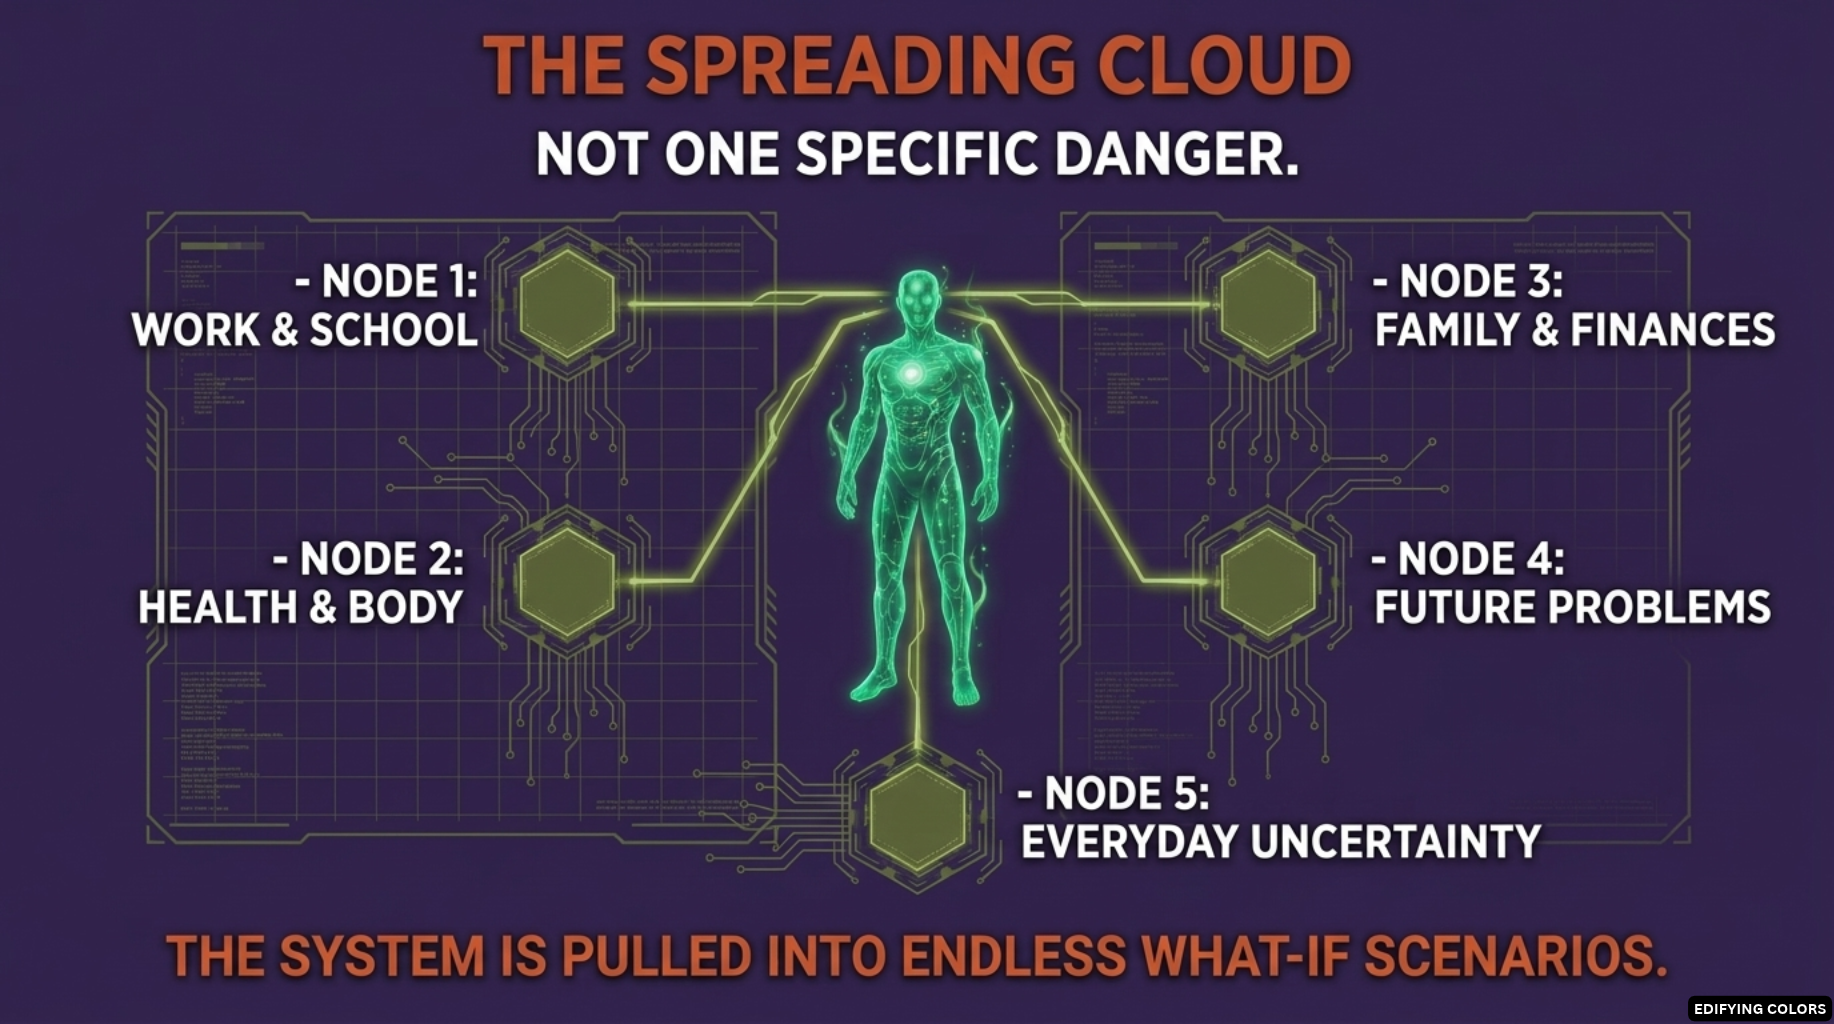 THE SPREADING CLOUD
NOT ONE SPECIFIC DANGER.
- NODE 1:
WORK & SCHOOL
- NODE 2:
HEALTH & BODY
- NODE 3:
FAMILY & FINANCES
- NODE 4:
FUTURE PROBLEMS
- NODE 5:
EVERYDAY UNCERTAINTY
THE SYSTEM IS PULLED INTO ENDLESS WHAT-IF SCENARIOS.
EDIFYING COLORS